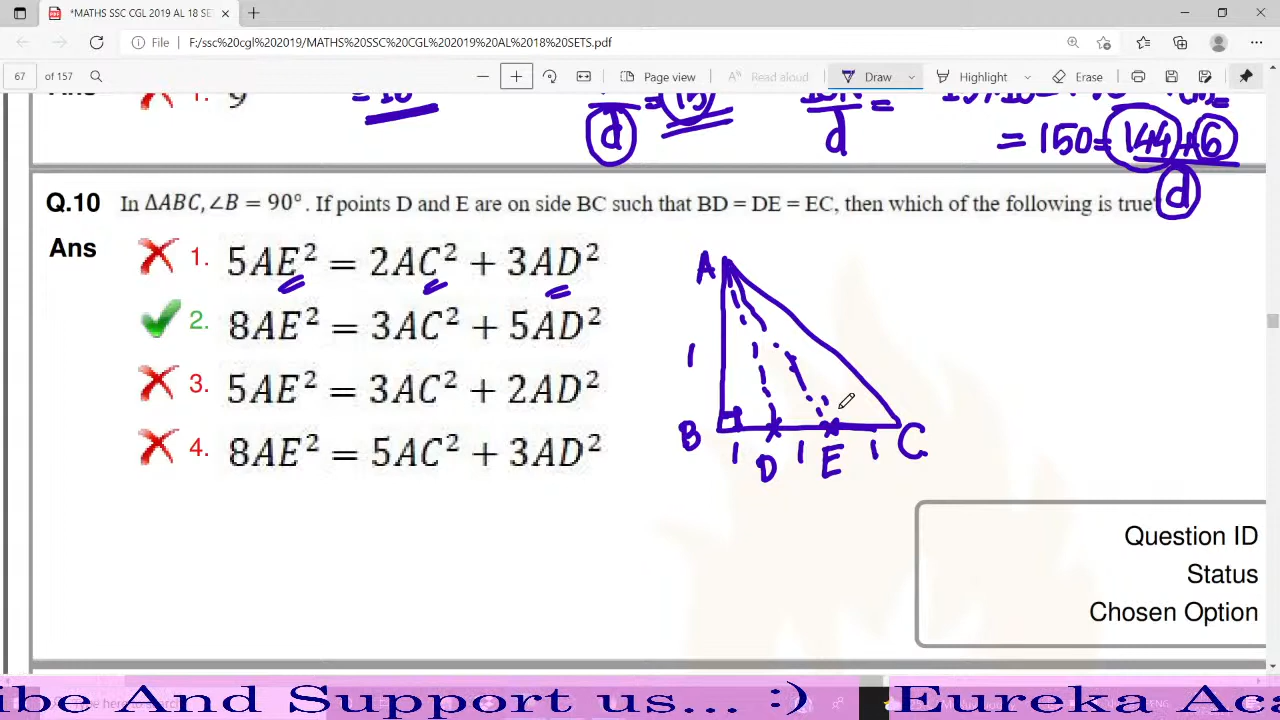 *MATHS SSC CGL 2019 AL 18 SE
File F:/ssc%20cgl%202019/MATHS%20SSC%20CGL%202019%20AL%2018%20SETS.pdf
67 of 157 Page view Read aloud Draw Highlight Erase
1. 9
= 150 = 144 + 6
d
d
d
Q.10 In ΔABC, ∠B = 90°. If points D and E are on side BC such that BD = DE = EC, then which of the following is true
Ans 1. 5AE² = 2AC² + 3AD²
2. 8AE² = 3AC² + 5AD²
3. 5AE² = 3AC² + 2AD²
4. 8AE² = 5AC² + 3AD²
A
1
B 1 D 1 E 1 C
Question ID
Status
Chosen Option
ibe And Support us... :) Eureka Aca